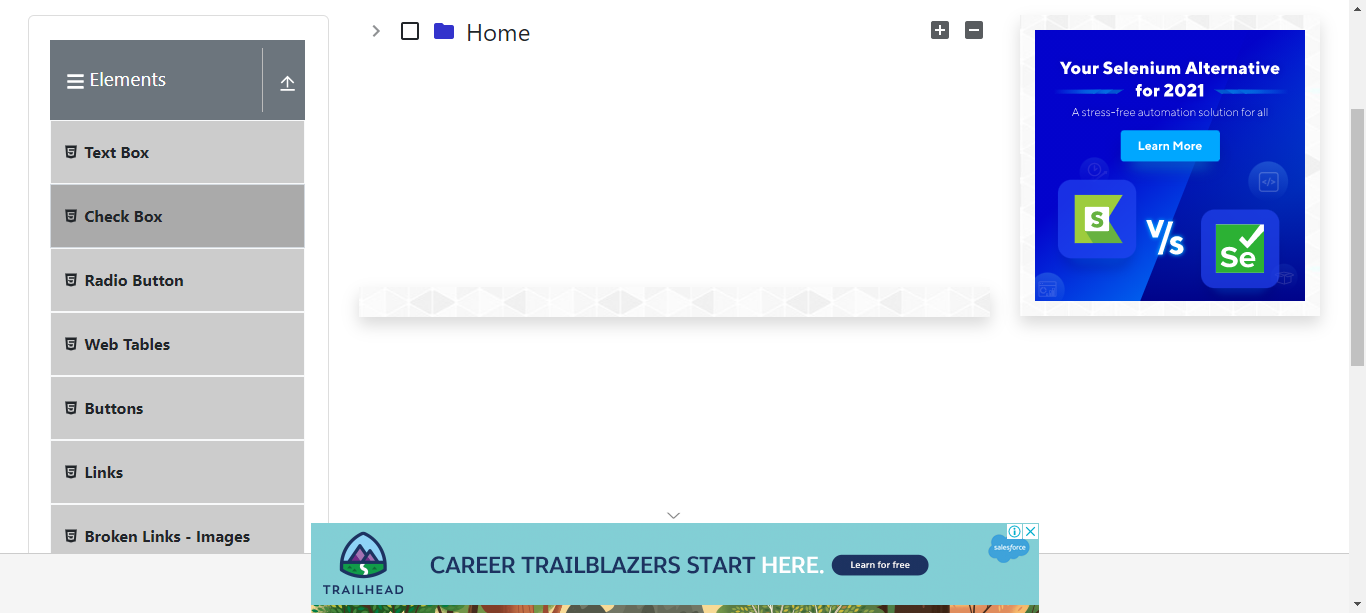 Elements
Text Box
Check Box
Radio Button
Web Tables
Buttons
Links
Broken Links - Images
Home
Your Selenium Alternative
for 2021
A stress-free automation solution for all
Learn More
S
V/s
Se
TRAILHEAD
CAREER TRAILBLAZERS START HERE.
Learn for free
salesforce